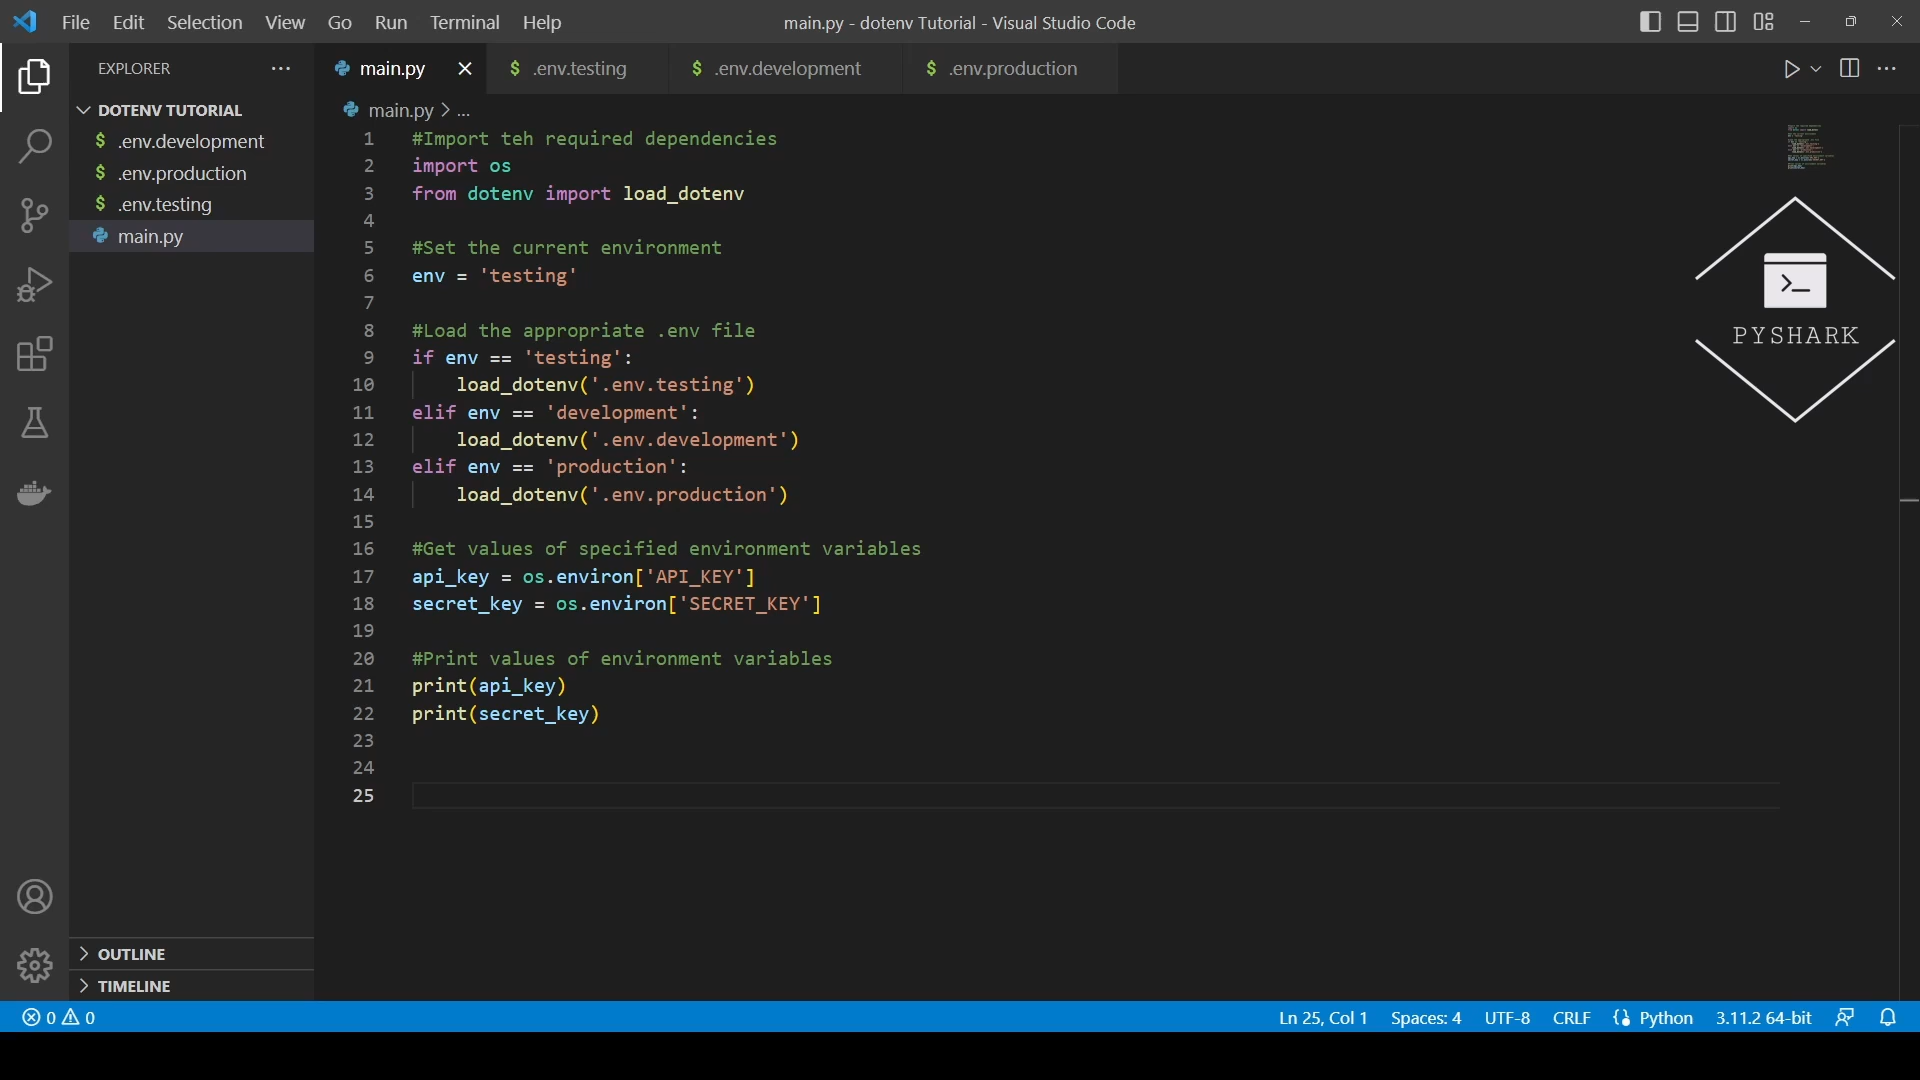 File Edit Selection View Go Run Terminal Help
main.py - dotenv Tutorial - Visual Studio Code
EXPLORER
DOTENV TUTORIAL
$ .env.development
$ .env.production
$ .env.testing
main.py
OUTLINE
TIMELINE
main.py
$ .env.testing
$ .env.development
$ .env.production
main.py > ...
1 #Import teh required dependencies
2 import os
3 from dotenv import load_dotenv
4
5 #Set the current environment
6 env = 'testing'
7
8 #Load the appropriate .env file
9 if env == 'testing':
10     load_dotenv('.env.testing')
11 elif env == 'development':
12     load_dotenv('.env.development')
13 elif env == 'production':
14     load_dotenv('.env.production')
15
16 #Get values of specified environment variables
17 api_key = os.environ['API_KEY']
18 secret_key = os.environ['SECRET_KEY']
19
20 #Print values of environment variables
21 print(api_key)
22 print(secret_key)
23
24
25
>_
PYSHARK
0 0
Ln 25, Col 1 Spaces: 4 UTF-8 CRLF {} Python 3.11.2 64-bit